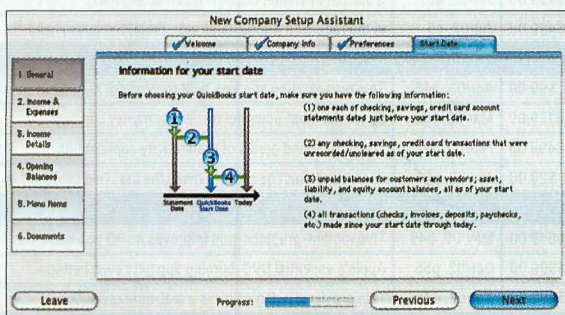 New Company Setup Assistant
Welcome
Company Info
Preferences
Start Date
1. General
2. Income &
Expenses
3. Income
Details
4. Opening
Balances
5. Menu Items
6. Documents
Information for your start date
Before choosing your QuickBooks start date, make sure you have the following information:
(1) one each of checking, savings, credit card account
statements dated just before your start date.
(2) any checking, savings, credit card transactions that were
unrecorded/uncleared as of your start date.
(3) unpaid balances for customers and vendors; asset,
liability, and equity account balances, all as of your start
date.
(4) all transactions (checks, invoices, deposits, paychecks,
etc.) made since your start date through today.
1
2
3
4
Statement
Date
QuickBooks
Start Date
Today
Leave
Progress:
Previous
Next